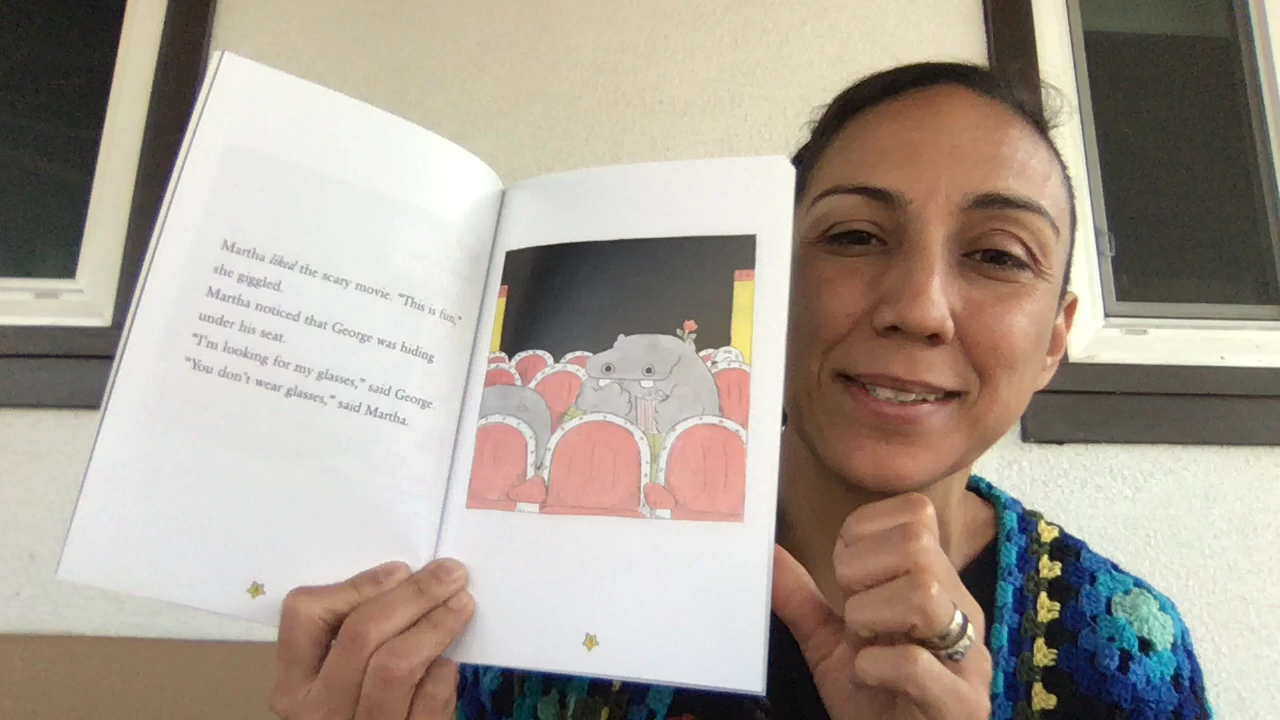 Martha liked the scary movie. "This is fun,"
she giggled.
Martha noticed that George was hiding
under his seat.
"I'm looking for my glasses," said George.
"You don't wear glasses," said Martha.